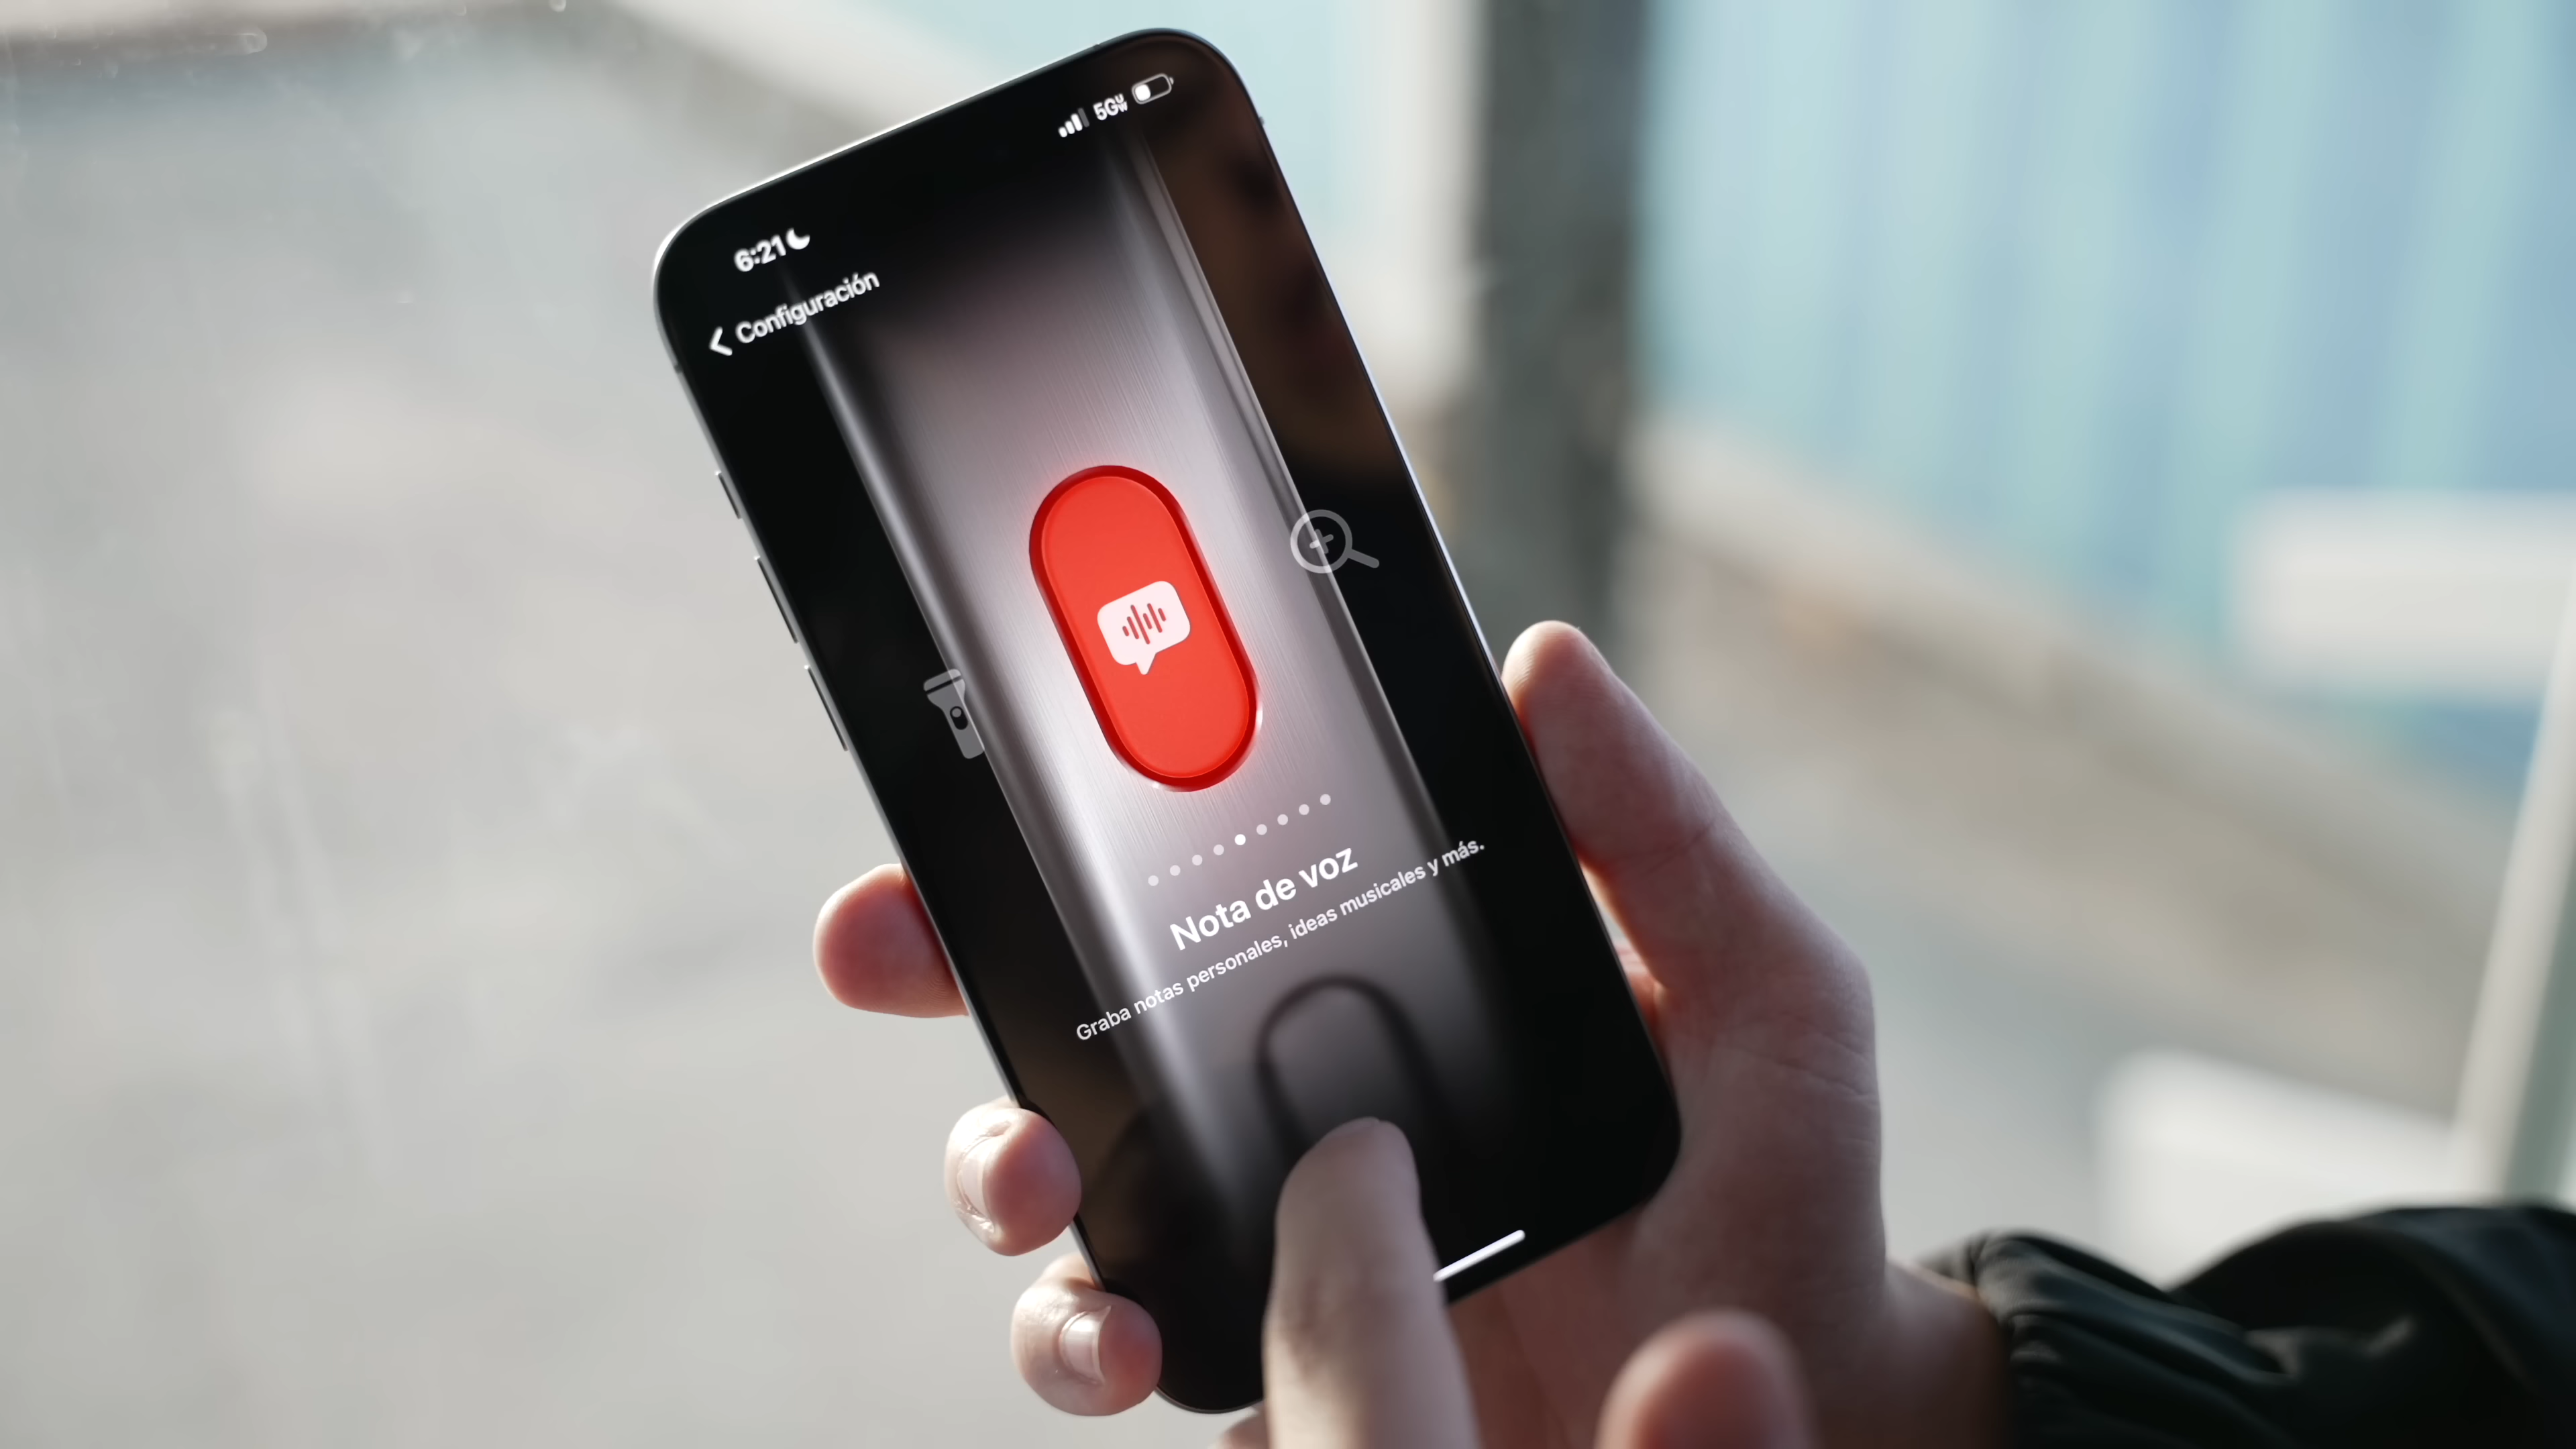 6:21
5G
Configuración
Nota de voz
Graba notas personales, ideas musicales y más.